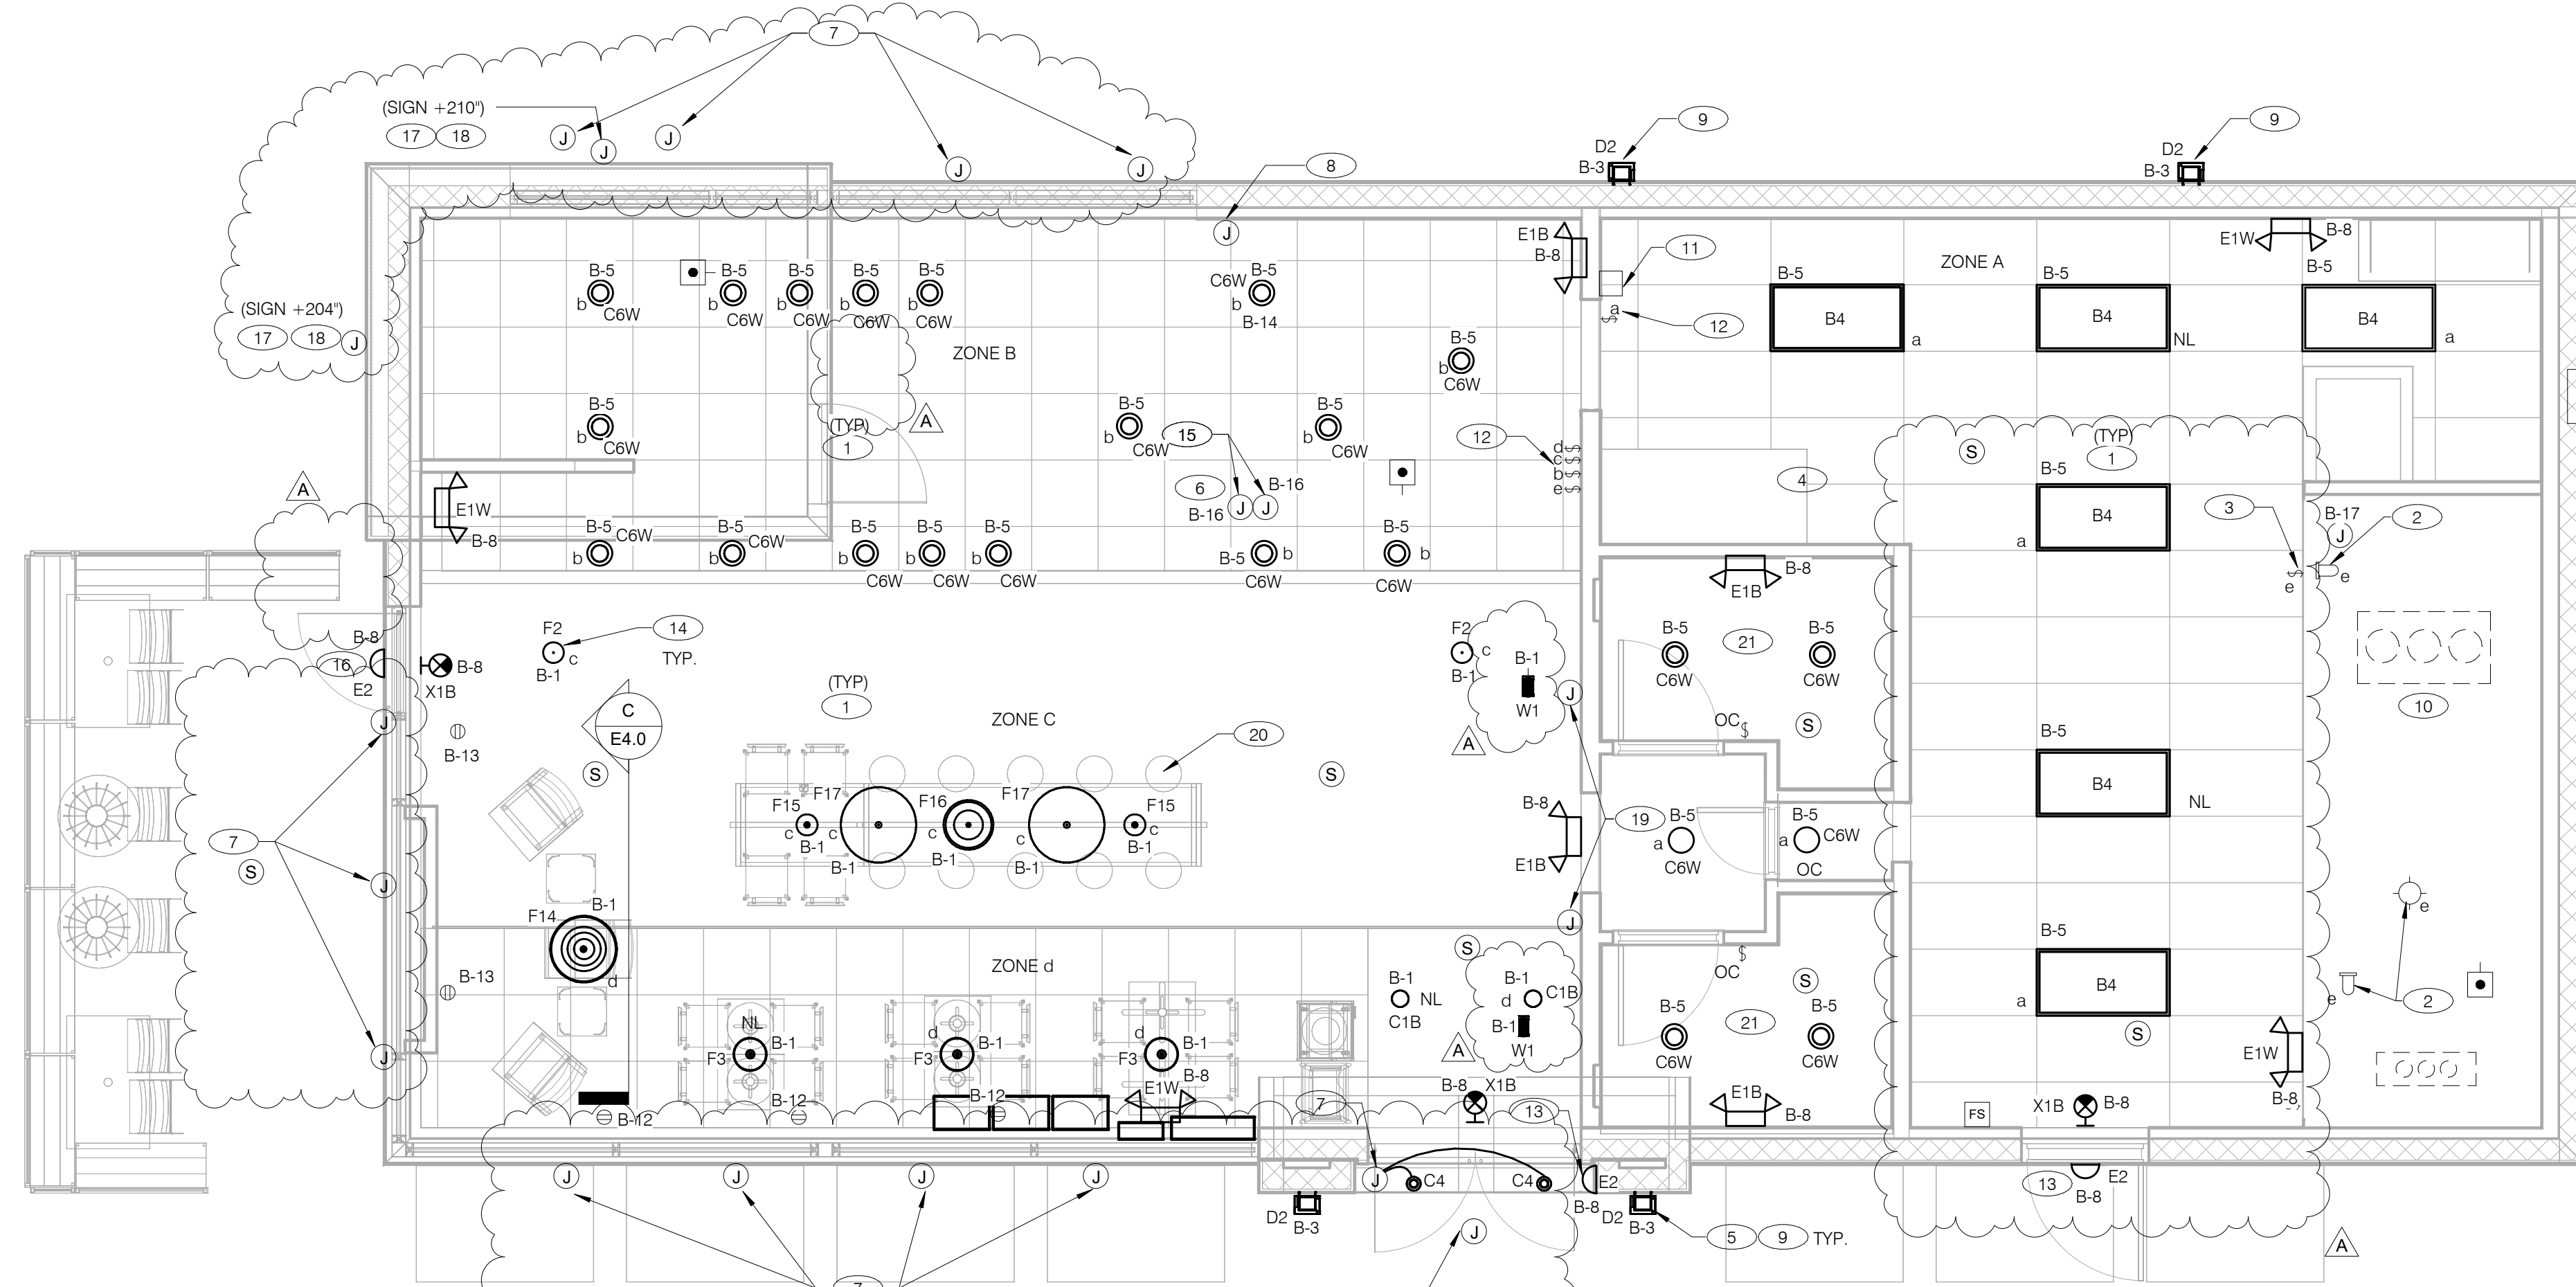 7
(SIGN +210")
17 18
J J J J J
9
D2
B-3
9
D2
B-3
8
J
E1B
B-8
11
a
12
ZONE A
E1W
B-8
B-5
B-5
B-5
B4
a
B4
NL
B4
a
B-5 B-5 B-5 B-5 B-5
b b b b b
C6W C6W C6W C6W C6W
B-5
C6W
b
B-14
(SIGN +204")
17 18 J
ZONE B
B-5
b
C6W
B-5
b
C6W
(TYP)
1
A
B-5
b
C6W
15
B-5
b
C6W
12
d
c
b
e
6
B-16
B-16
J J
4
S
(TYP)
1
B-5
B4
a
3
e
B-17
J
2
e
A
E1W
B-8
B-5 C6W
b
B-5 C6W
b
B-5 B-5 B-5
b b b
C6W C6W C6W
B-5 b
C6W
B-5
b
C6W
B-8
E1B
B-5
21
B-5
C6W
C6W
OC $
S
10
B-8
16
E2
B-8
X1B
F2
c
B-1
14
TYP.
F2
c
B-1
B-1
W1
J
A
(TYP)
1
ZONE C
C
E4.0
J
B-13
S
20
S
B-5
B4
NL
F15 F17 F16 F17 F15
c c c c c
B-1 B-1 B-1 B-1 B-1
B-8
E1B
19
B-5
a
C6W
B-5
a
C6W
OC
7
S
J
J
J
F14
B-1
d
B-13
ZONE d
S
B-1
NL
C1B
B-1
d
C1B
B-1
W1
A
OC $
S
B-5
21
B-5
C6W
C6W
B-5
B4
a
S
e
e
2
NL
F3
B-1
d
F3
B-1
d
F3
B-1
B-8
E1W
B-12
B-12
B-12
7
B-8 X1B
13
E1B
B-8
FS
X1B
B-8
E1W
B-8
J J J J
J
C4
C4
E2
B-8
D2
B-3
D2
B-3
J
5 9 TYP.
13
B-8
E2
A
7